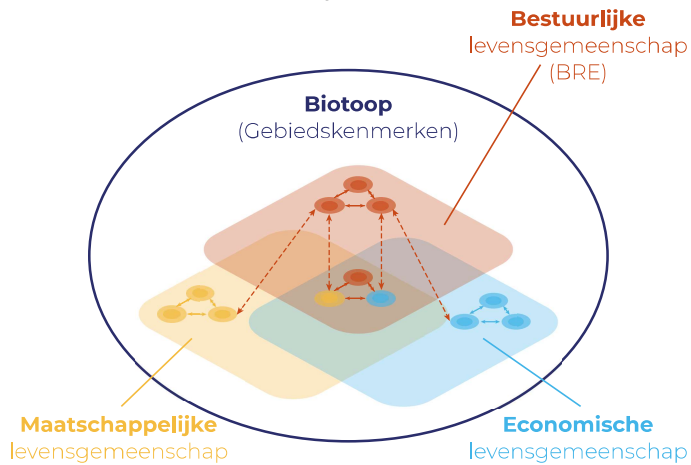 Bestuurlijke
levensgemeenschap
(BRE)
Biotoop
(Gebiedskenmerken)
Maatschappelijke
levensgemeenschap
Economische
levensgemeenschap